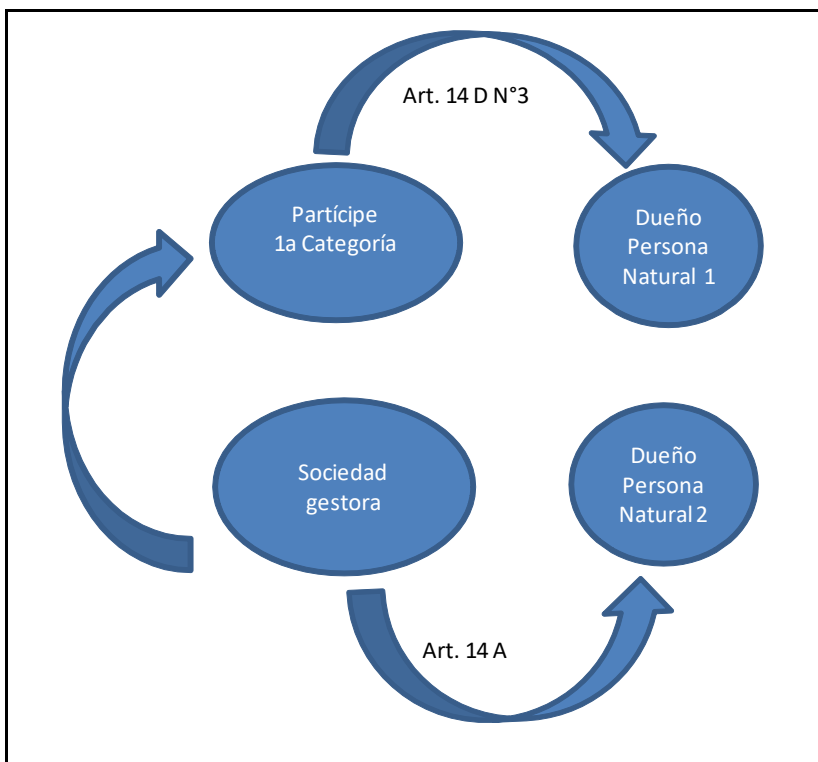 Art. 14 D N°3
Partícipe
1a Categoría
Dueño
Persona
Natural 1
Sociedad
gestora
Dueño
Persona
Natural 2
Art. 14 A